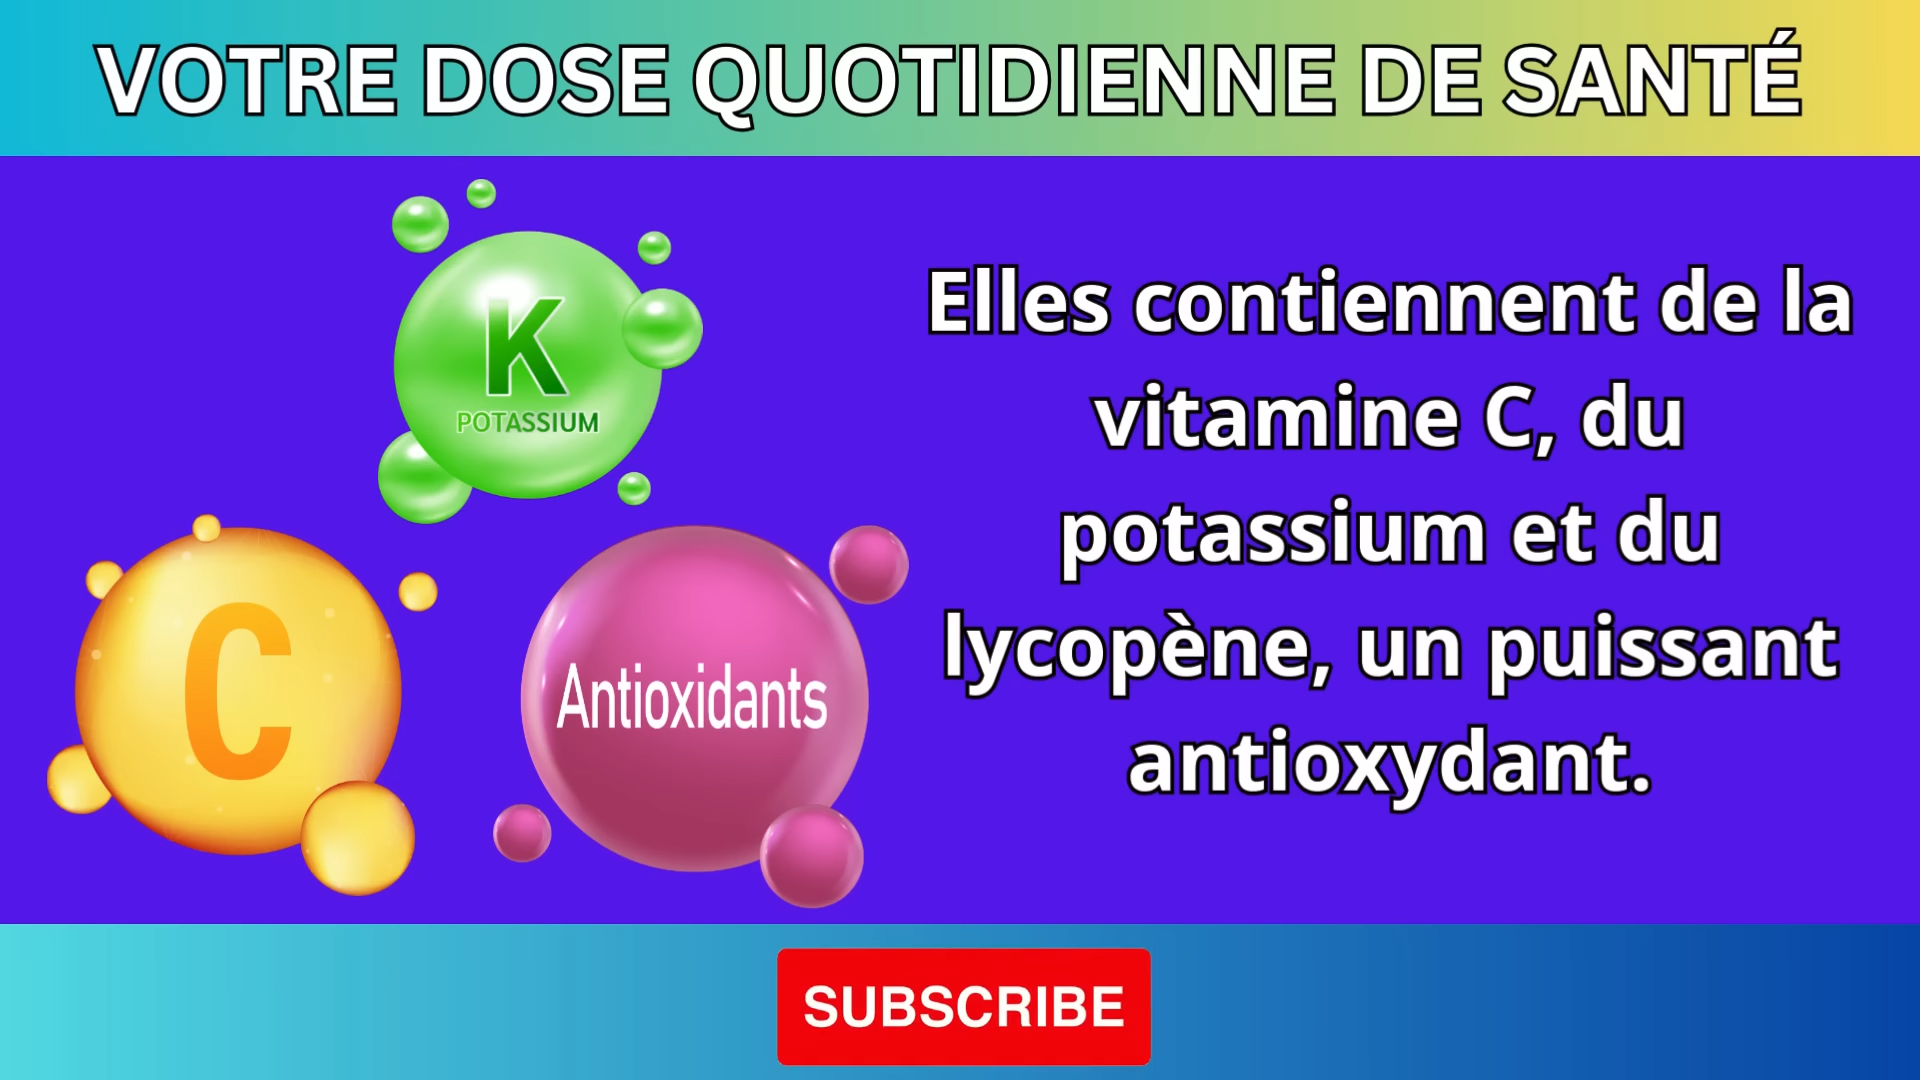 VOTRE DOSE QUOTIDIENNE DE SANTÉ
K
POTASSIUM
C
Antioxidants
Elles contiennent de la
vitamine C, du
potassium et du
lycopène, un puissant
antioxydant.
SUBSCRIBE